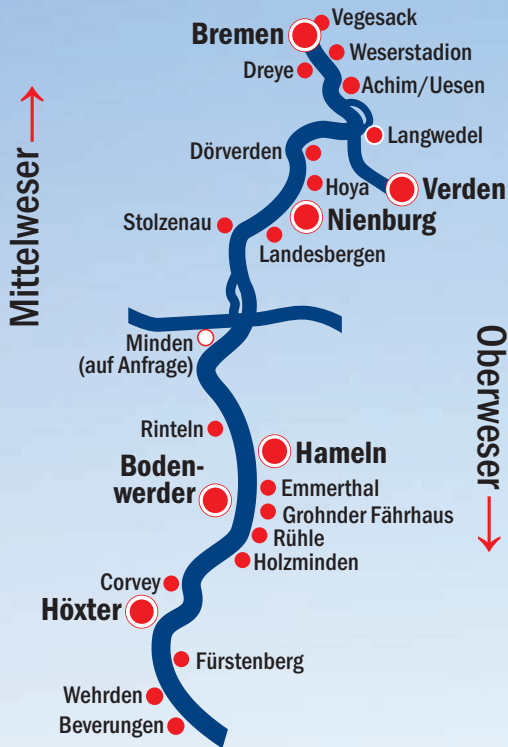 Vegesack
Bremen
Weserstadion
Dreye
Achim/Uesen
Mittelweser
Langwedel
Dörverden
Hoya
Verden
Nienburg
Stolzenau
Landesbergen
Minden
(auf Anfrage)
Oberweser
Rinteln
Hameln
Boden-
werder
Emmerthal
Grohnder Fährhaus
Rühle
Holzminden
Corvey
Höxter
Fürstenberg
Wehrden
Beverungen